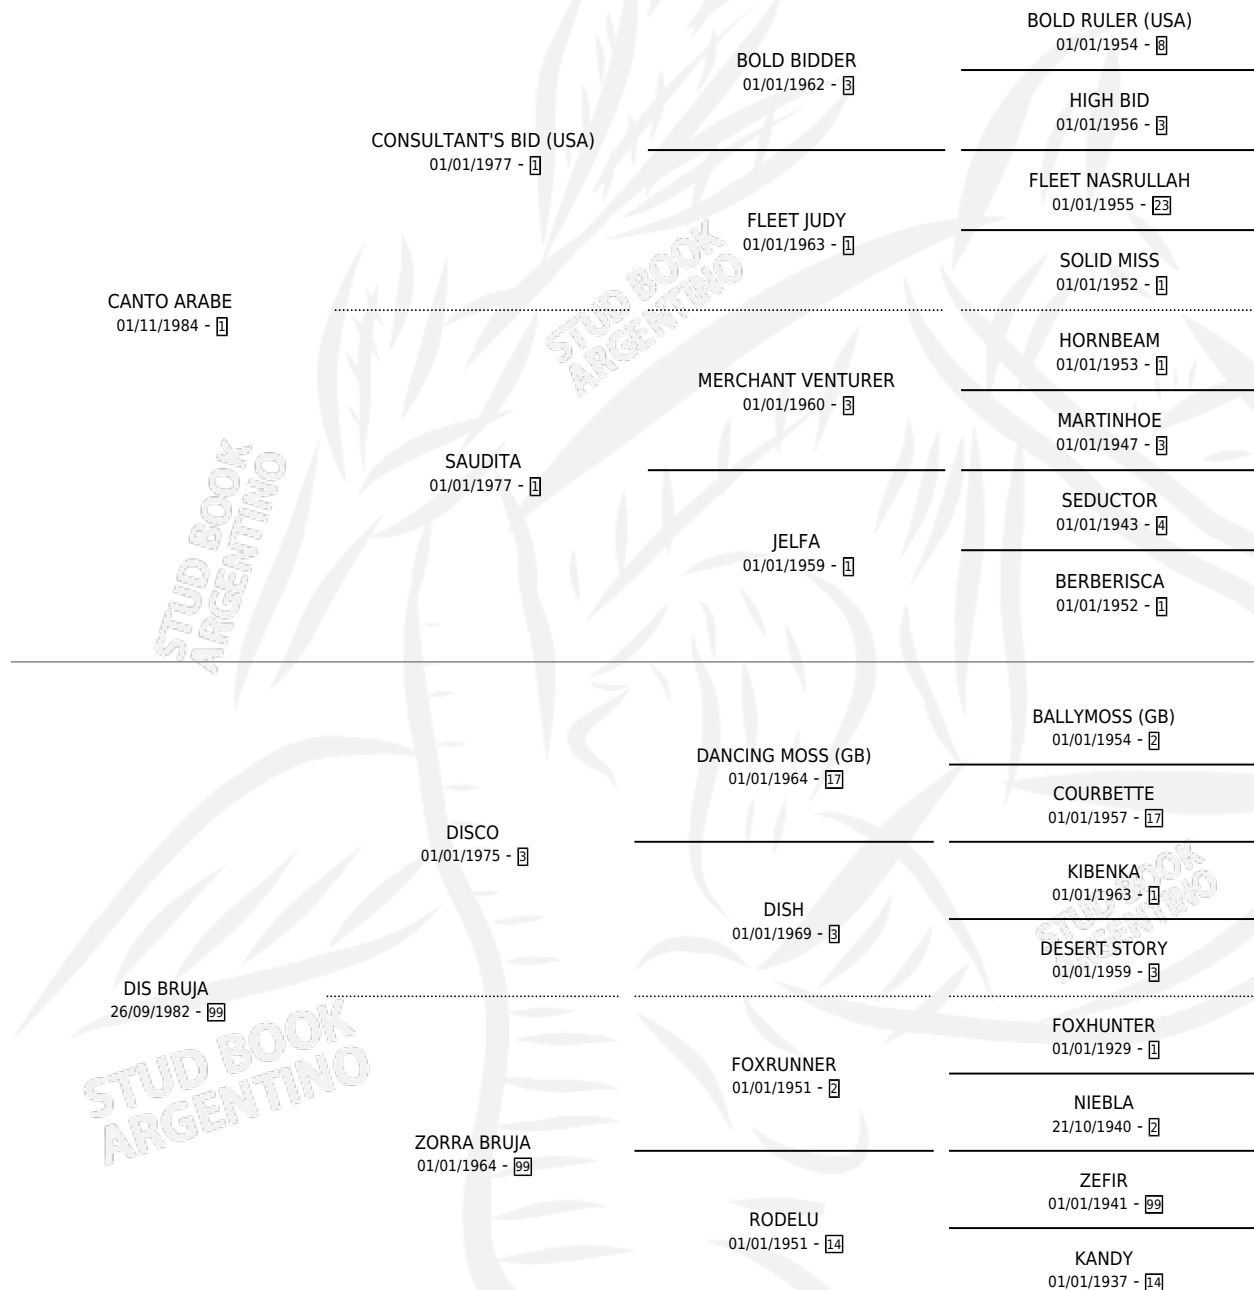 BOLD RULER (USA)
01/01/1954 - 8
BOLD BIDDER
01/01/1962 - 3
HIGH BID
01/01/1956 - 3
CONSULTANT'S BID (USA)
01/01/1977 - 1
FLEET NASRULLAH
01/01/1955 - 23
FLEET JUDY
01/01/1963 - 1
SOLID MISS
01/01/1952 - 1
CANTO ARABE
01/11/1984 - 1
STUD BOOK
ARGENTINO
HORNBEAM
01/01/1953 - 1
MERCHANT VENTURER
01/01/1960 - 3
MARTINHOE
01/01/1947 - 3
SAUDITA
01/01/1977 - 1
SEDUCTOR
01/01/1943 - 4
JELFA
01/01/1959 - 1
BERBERISCA
01/01/1952 - 1
STUD BOOK
ARGENTINO
BALLYMOSS (GB)
01/01/1954 - 2
DANCING MOSS (GB)
01/01/1964 - 17
COURBETTE
01/01/1957 - 17
DISCO
01/01/1975 - 3
KIBENKA
01/01/1963 - 1
DISH
01/01/1969 - 3
DESERT STORY
01/01/1959 - 3
STUD BOOK
ARGENTINO
DIS BRUJA
26/09/1982 - 99
FOXHUNTER
01/01/1929 - 1
FOXRUNNER
01/01/1951 - 2
NIEBLA
21/10/1940 - 2
STUD BOOK
ARGENTINO
ZORRA BRUJA
01/01/1964 - 99
ZEFIR
01/01/1941 - 99
RODELU
01/01/1951 - 14
KANDY
01/01/1937 - 14